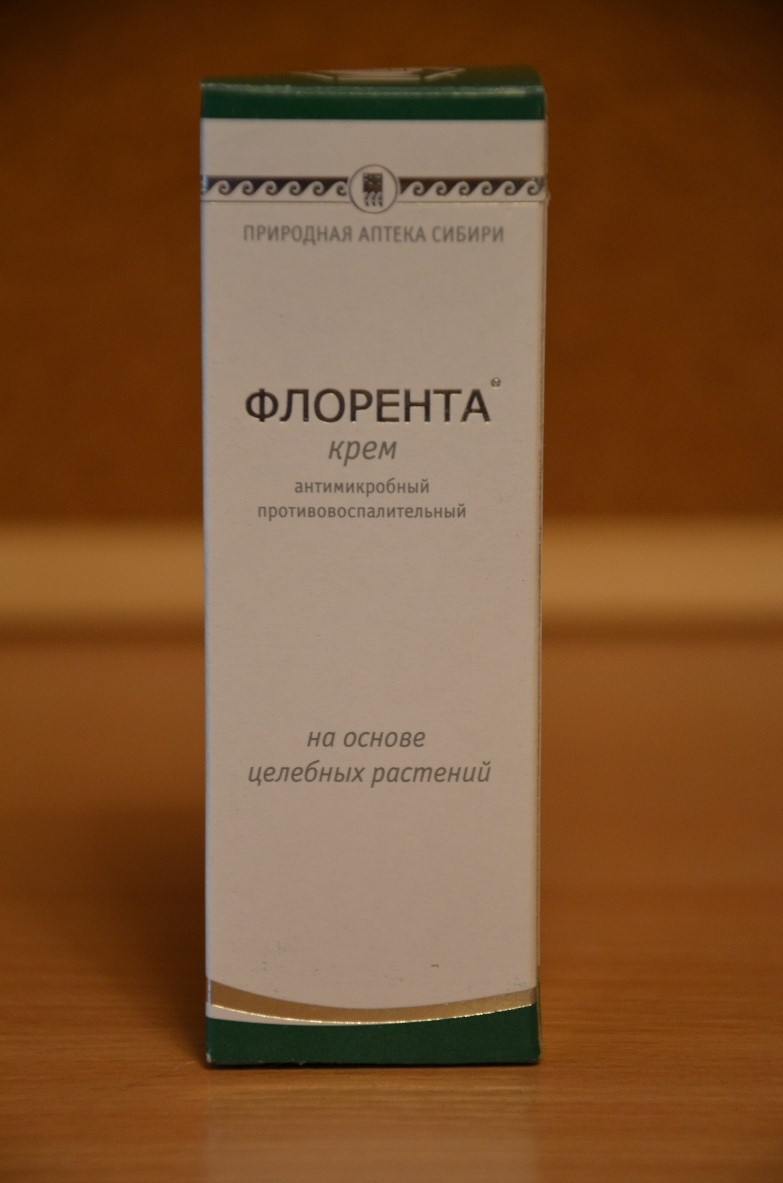 ПРИРОДНАЯ АПТЕКА СИБИРИ
ФЛОРЕНТА®
крем
антимикробный
противовоспалительный
на основе
целебных растений